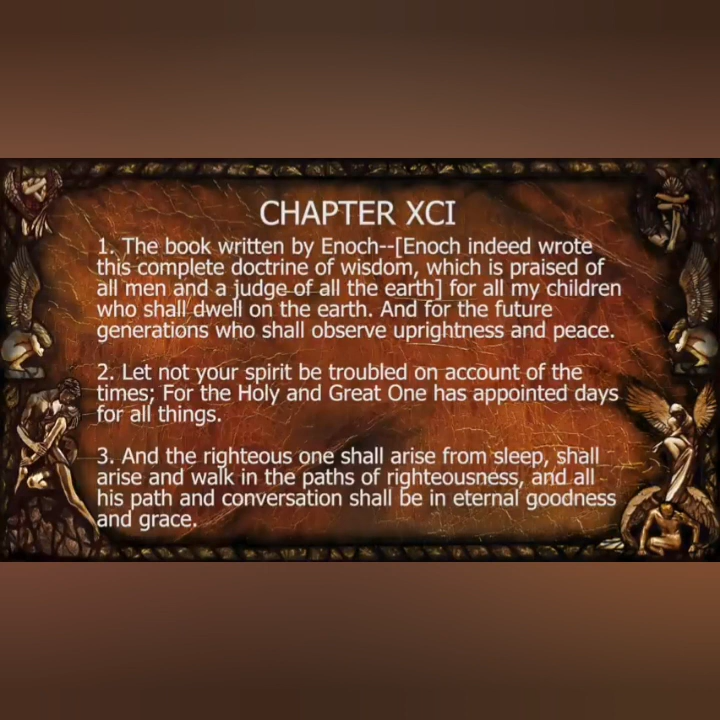 CHAPTER XCI
1. The book written by Enoch--[Enoch indeed wrote
this complete doctrine of wisdom, which is praised of
all men and a judge of all the earth] for all my children
who shall dwell on the earth. And for the future
generations who shall observe uprightness and peace.
2. Let not your spirit be troubled on account of the
times; For the Holy and Great One has appointed days
for all things.
3. And the righteous one shall arise from sleep, shall
arise and walk in the paths of righteousness, and all
his path and conversation shall be in eternal goodness
and grace.